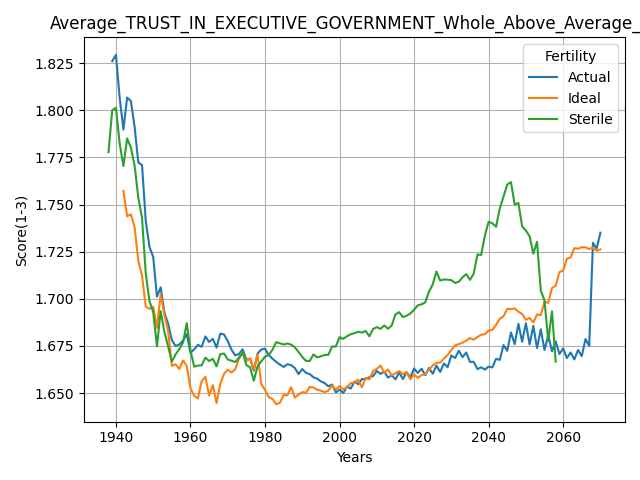 Average_TRUST_IN_EXECUTIVE_GOVERNMENT_Whole_Above_Average_
Fertility
Actual
Ideal
Sterile
1.825
1.800
1.775
1.750
1.725
1.700
1.675
1.650
Score(1-3)
1940
1960
1980
2000
2020
2040
2060
Years